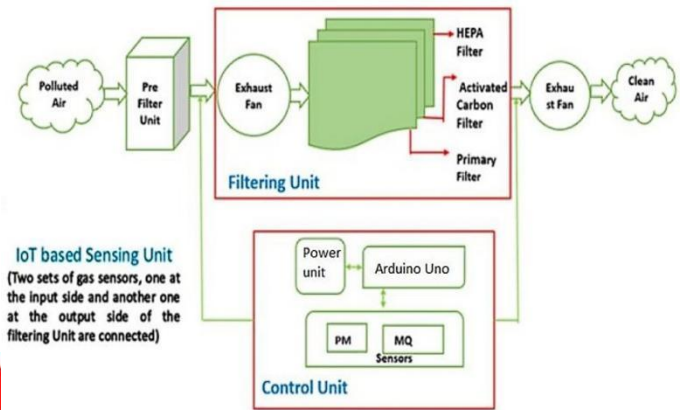 Polluted
Air
Pre
Filter
Unit
Exhaust
Fan
HEPA
Filter
Activated
Carbon
Filter
Primary
Filter
Exhau
st Fan
Clean
Air
Filtering Unit
IoT based Sensing Unit
(Two sets of gas sensors, one at
the input side and another one
at the output side of the
filtering Unit are connected)
Power
unit
Arduino Uno
PM
MQ
Sensors
Control Unit